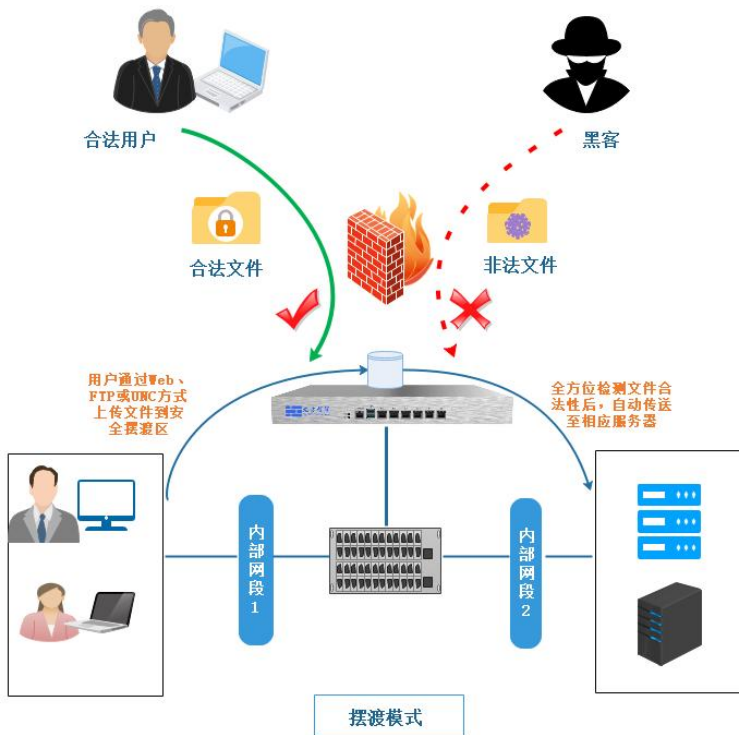 合法用户
黑客
合法文件
非法文件
用户通过Web、
FTP或UNC方式
上传文件到安
全摆渡区
全方位检测文件合
法性后，自动传送
至相应服务器
内部网段1
内部网段2
摆渡模式